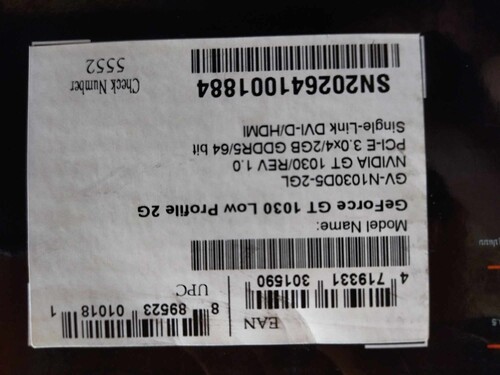 EAN
4 719331 301590
8 89523 01018 1
UPC
Model Name:
GeForce GT 1030 Low Profile 2G
GV-N1030D5-2GL
NVIDIA GT 1030/REV 1.0
PCI-E 3.0x4/2GB GDDR5/64 bit
Single-Link DVI-D/HDMI
SN202641001884
Check Number
5552